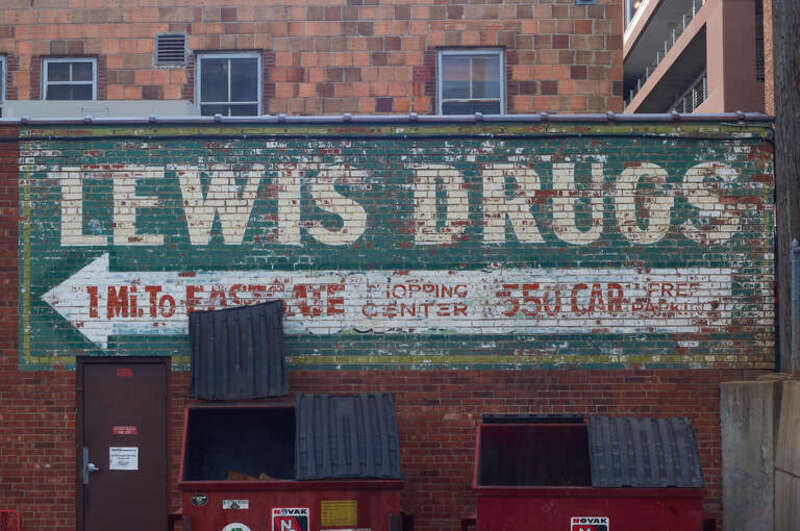 LEWIS DRUGS
1 MI. TO EASTGATE SHOPPING CENTER 550 CAR FREE PARKING
NOVAK
NOVAK